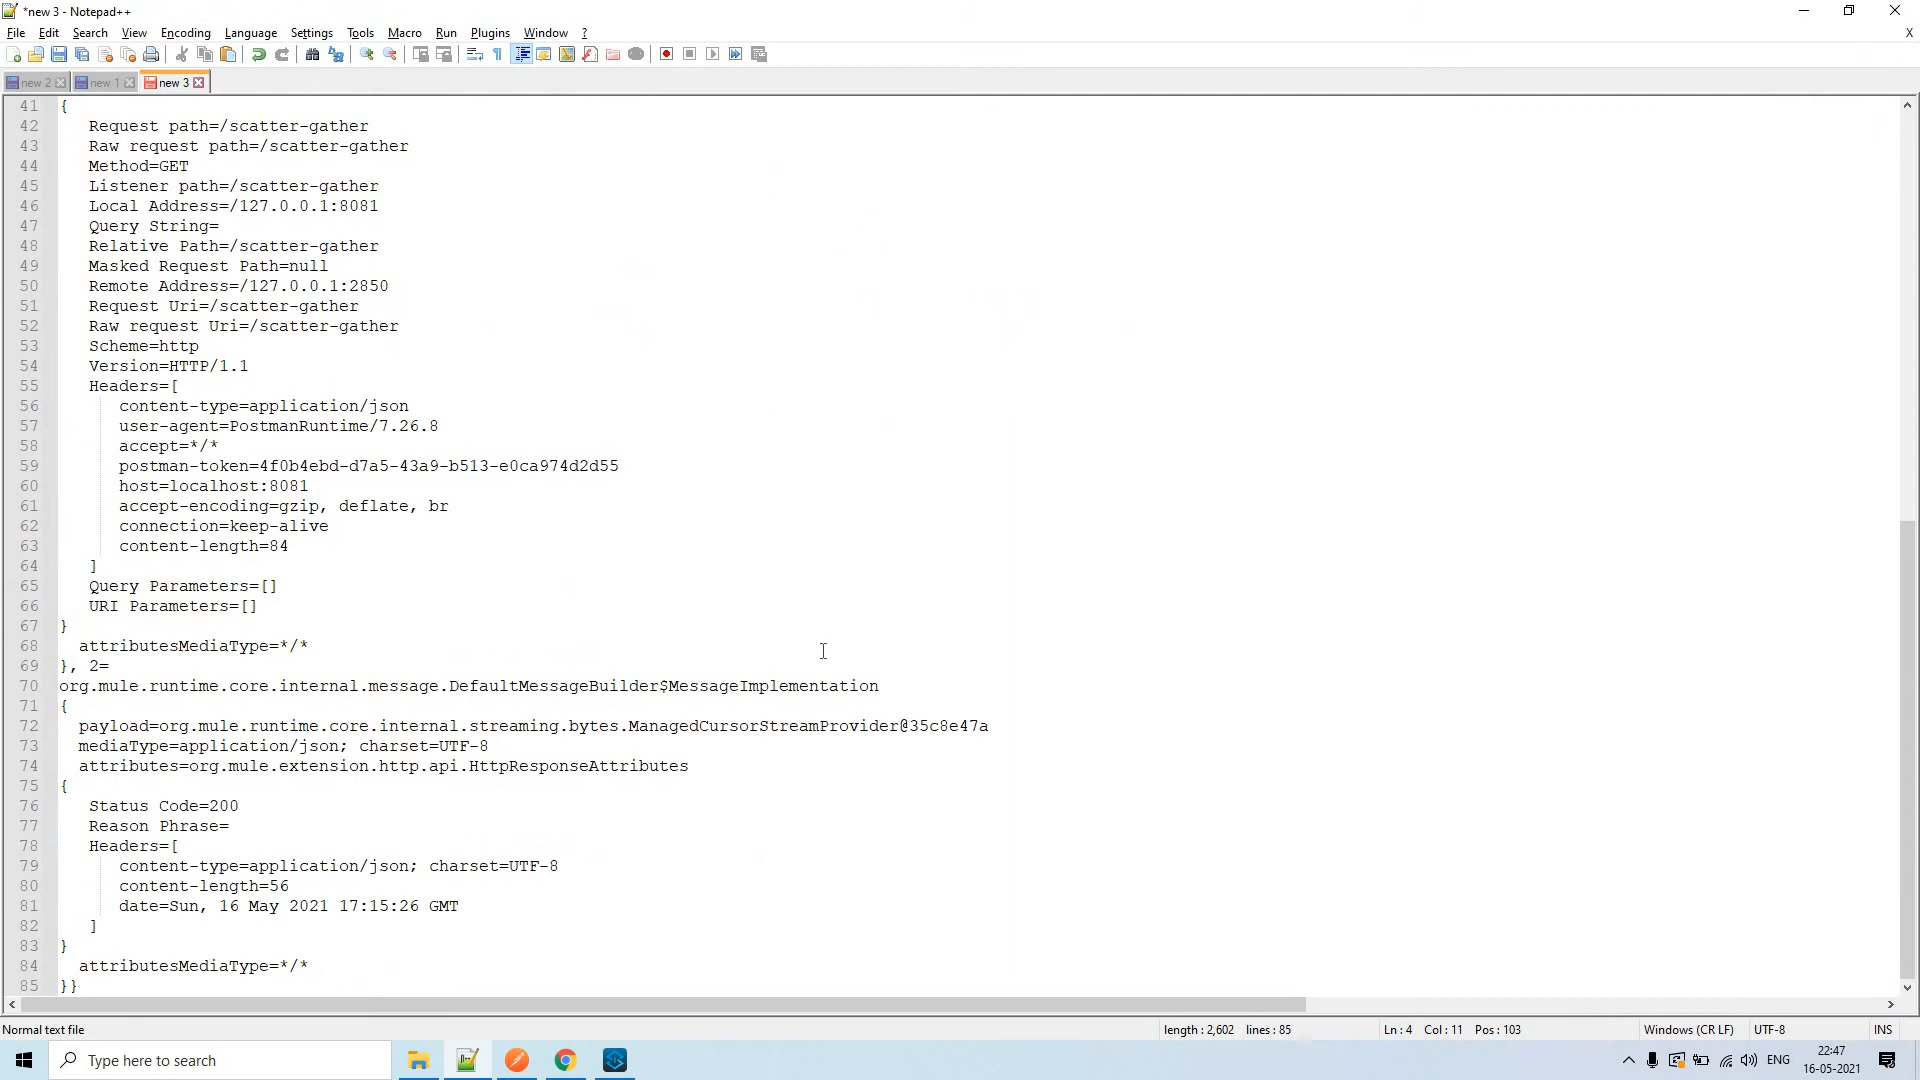 *new 3 - Notepad++
File Edit Search View Encoding Language Settings Tools Macro Run Plugins Window ? X
new 2 new 1 new 3
41 {
42 Request path=/scatter-gather
43 Raw request path=/scatter-gather
44 Method=GET
45 Listener path=/scatter-gather
46 Local Address=/127.0.0.1:8081
47 Query String=
48 Relative Path=/scatter-gather
49 Masked Request Path=null
50 Remote Address=/127.0.0.1:2850
51 Request Uri=/scatter-gather
52 Raw request Uri=/scatter-gather
53 Scheme=http
54 Version=HTTP/1.1
55 Headers=[
56 content-type=application/json
57 user-agent=PostmanRuntime/7.26.8
58 accept=*/*
59 postman-token=4f0b4ebd-d7a5-43a9-b513-e0ca974d2d55
60 host=localhost:8081
61 accept-encoding=gzip, deflate, br
62 connection=keep-alive
63 content-length=84
64 ]
65 Query Parameters=[]
66 URI Parameters=[]
67 }
68 attributesMediaType=*/*
69 }, 2=
70 org.mule.runtime.core.internal.message.DefaultMessageBuilder$MessageImplementation
71 {
72 payload=org.mule.runtime.core.internal.streaming.bytes.ManagedCursorStreamProvider@35c8e47a
73 mediaType=application/json; charset=UTF-8
74 attributes=org.mule.extension.http.api.HttpResponseAttributes
75 {
76 Status Code=200
77 Reason Phrase=
78 Headers=[
79 content-type=application/json; charset=UTF-8
80 content-length=56
81 date=Sun, 16 May 2021 17:15:26 GMT
82 ]
83 }
84 attributesMediaType=*/*
85 }}
Normal text file length : 2,602 lines : 85 Ln : 4 Col : 11 Pos : 103 Windows (CR LF) UTF-8 INS
Type here to search ENG 22:47
16-05-2021